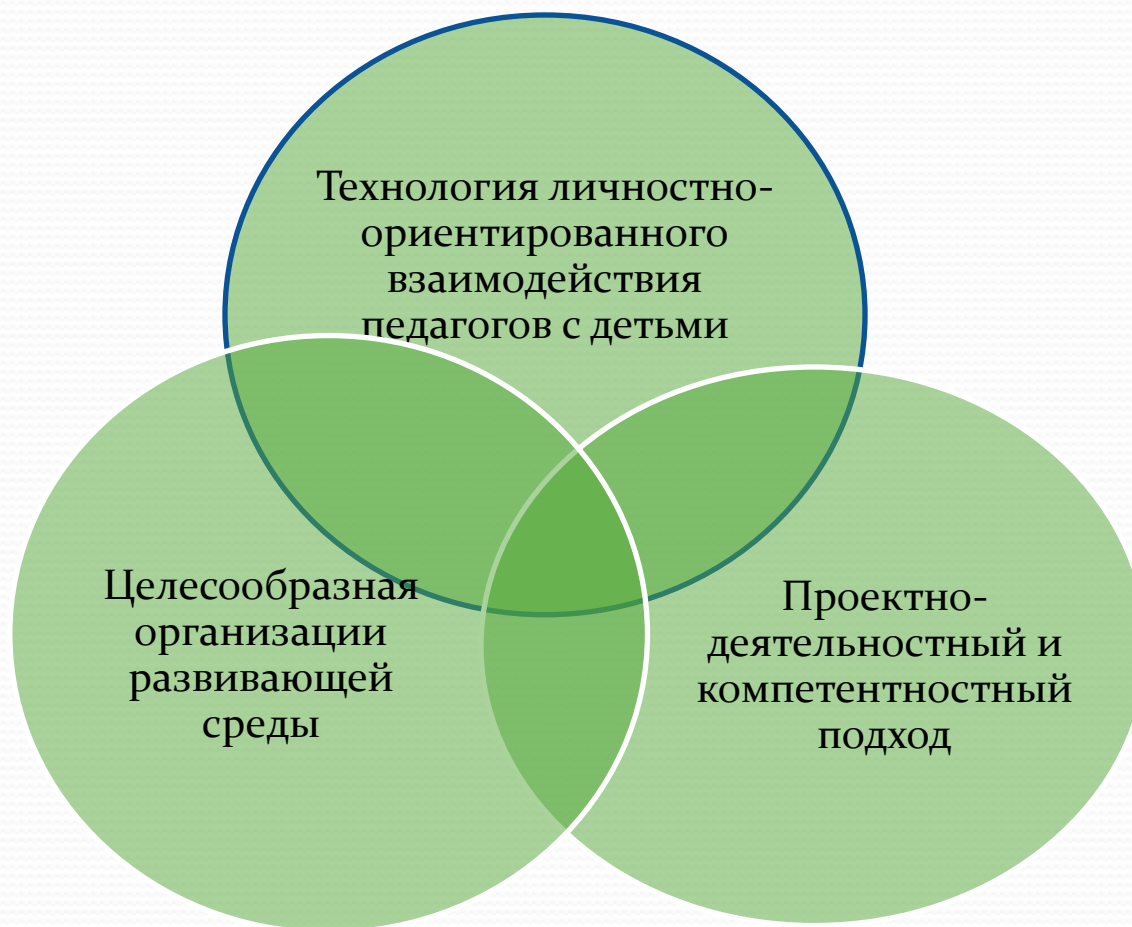 Технология личностно-
ориентированного
взаимодействия
педагогов с детьми
Целесообразная
организации
развивающей
среды
Проектно-
деятельностный и
компетентностный
подход